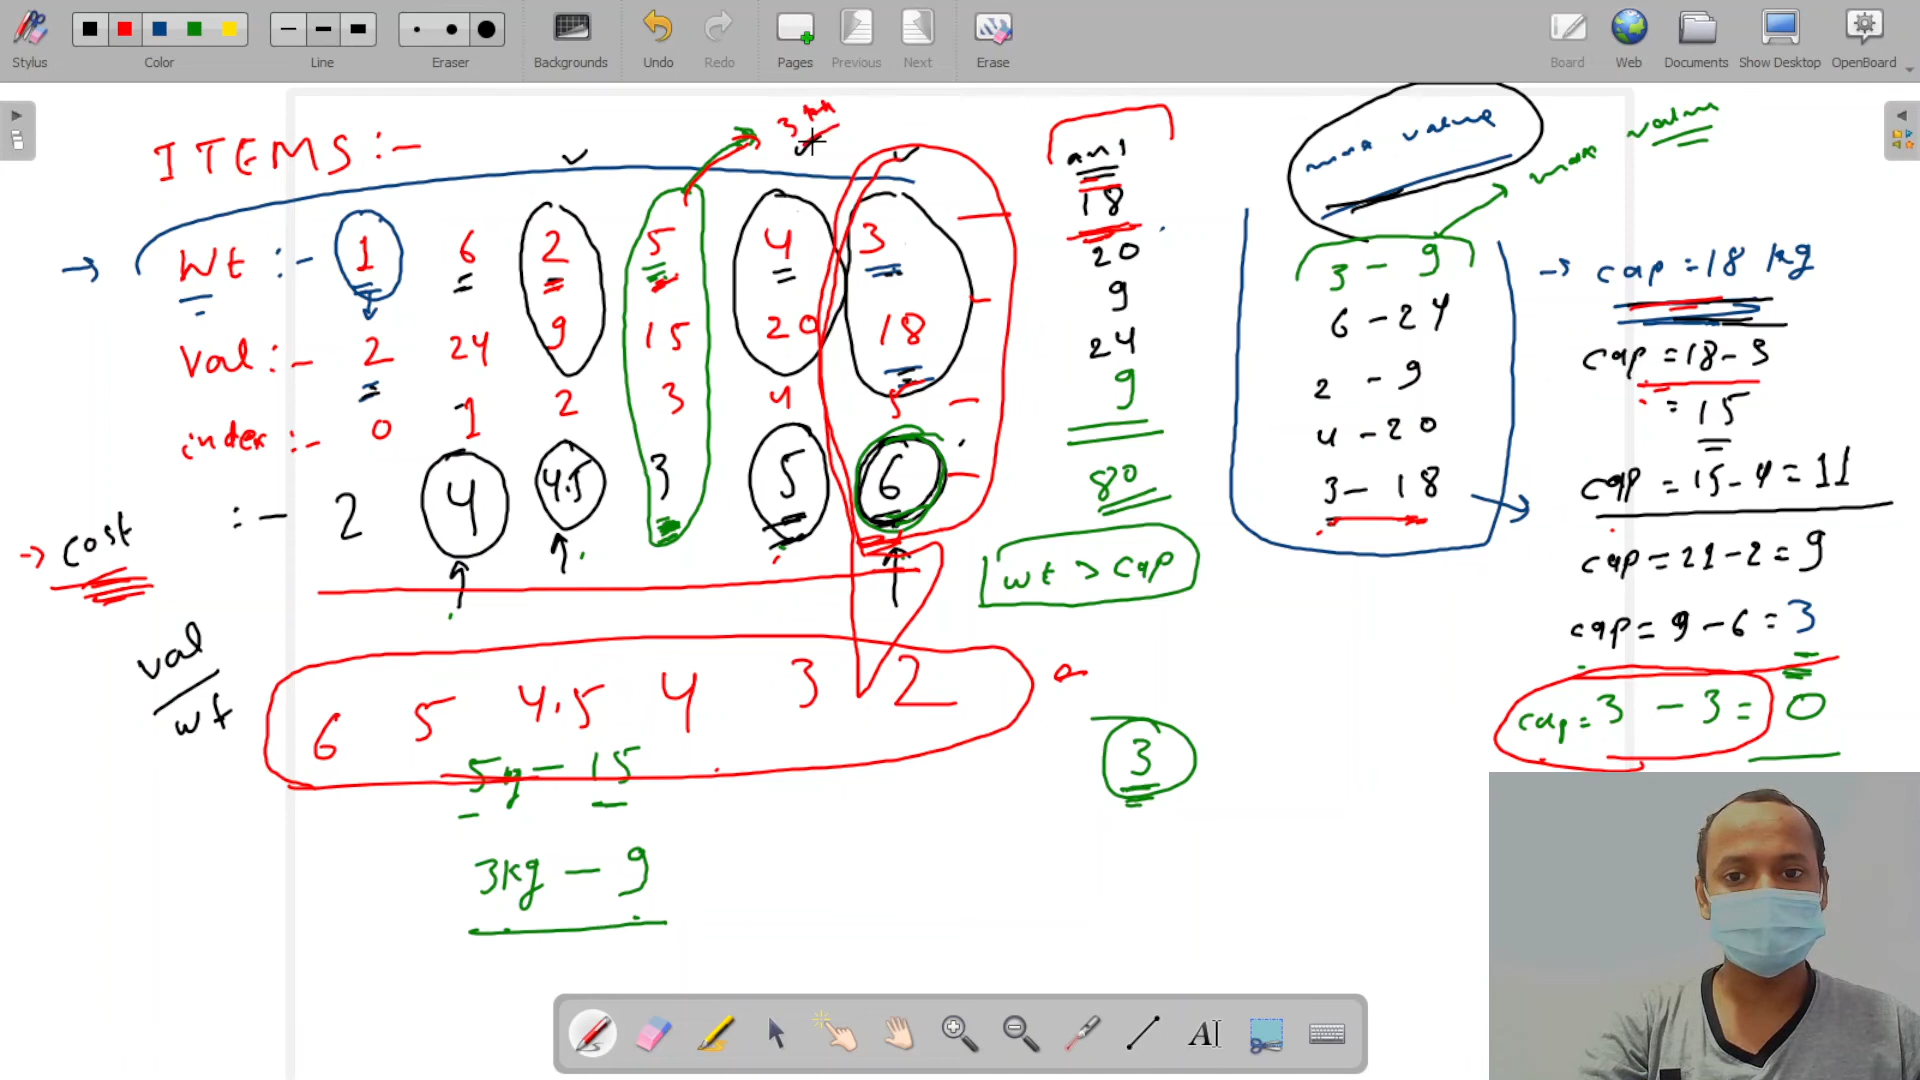 Stylus Color Line Eraser Backgrounds Undo Redo Pages Previous Next Erase Board Web Documents Show Desktop OpenBoard
ITEMS :-
Wt :- 1 6 2 5 4 3
Val :- 2 24 9 15 20 18
index :- 0 1 2 3 4 5
cost :- 2 4 4.5 3 5 6
val
wt
6 5 4.5 4 3 2
5kg - 15
3kg - 9
ans
18
20
9
24
9
80
wt > cap
3
max value
max value
3 - 9
6 - 24
2 - 9
4 - 20
3 - 18
cap = 18 kg
cap = 18 - 3
= 15
cap = 15 - 4 = 11
cap = 11 - 2 = 9
cap = 9 - 6 = 3
cap = 3 - 3 = 0